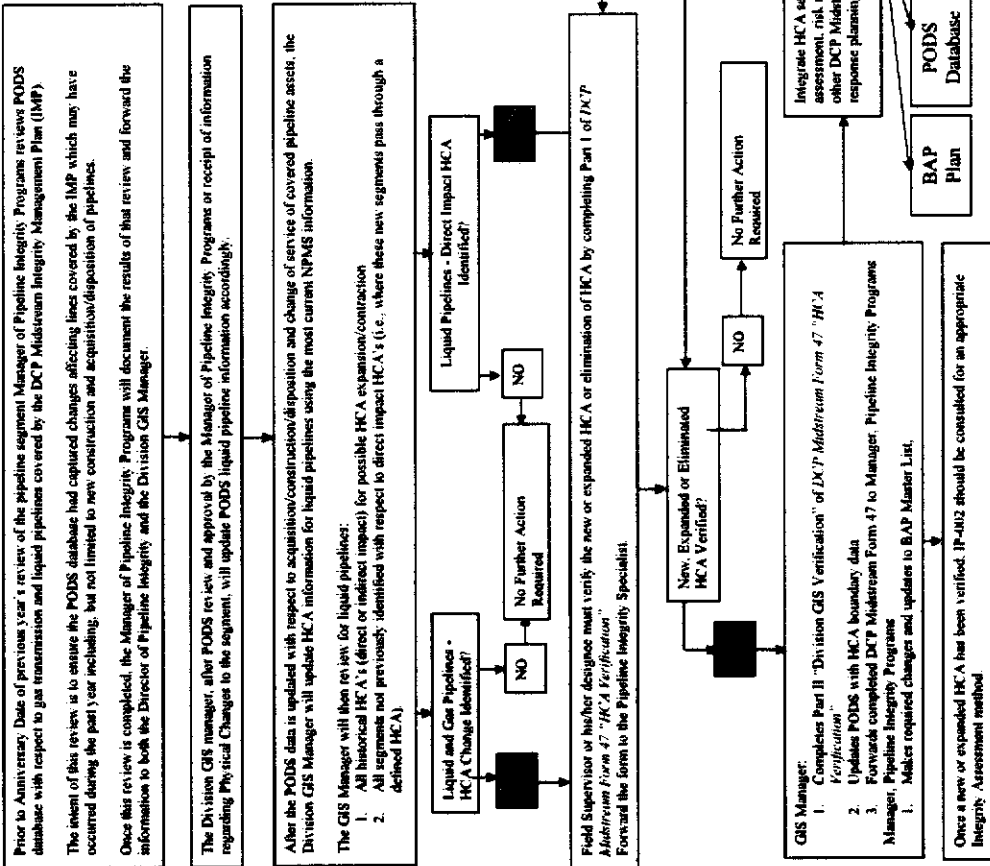 Prior to Anniversary Date of previous year's review of the pipeline segment Manager of Pipeline Integrity Programs reviews PODS
database with respect to gas transmission and liquid pipelines covered by the DCP Midstream Integrity Management Plan (IMP).
The intent of this review is to ensure the PODS database had captured changes affecting lines covered by the IMP which may have
occurred during the past year including, but not limited to new construction and acquisition/disposition of pipelines.
Once this review is completed, the Manager of Pipeline Integrity Programs will document the results of that review and forward the
information to both the Director of Pipeline Integrity and the Division GIS Manager.
The Division GIS manager, after PODS review and approval by the Manager of Pipeline Integrity Programs or receipt of information
regarding Physical Changes to the segment, will update PODS liquid pipeline information accordingly.
After the PODS data is updated with respect to acquisition/construction/disposition and change of service of covered pipeline assets, the
Division GIS Manager will update HCA information for liquid pipelines using the most current NPMS information.
The GIS Manager will then review for liquid pipelines:
1. All historical HCA's (direct or indirect impact) for possible HCA expansion/contraction
2. All segments not previously identified with respect to direct impact HCA's (i.e., where these new segments pass through a
defined HCA).
Liquid and Gas Pipelines -
HCA Change Identified?
NO
No Further Action
Required
NO
Liquid Pipelines - Direct Impact HCA
Identified?
Field Supervisor or his/her designee must verify the new or expanded HCA or elimination of HCA by completing Part I of DCP
Midstream Form 47 "HCA Verification"
Forward the form to the Pipeline Integrity Specialist.
New, Expanded or Eliminated
HCA Verified?
NO
No Further Action
Required
GIS Manager:
1. Completes Part II "Division GIS Verification" of DCP Midstream Form 47 "HCA
Verification"
2. Updates PODS with HCA boundary data
3. Forwards completed DCP Midstream Form 47 to Manager, Pipeline Integrity Programs
Manager, Pipeline Integrity Programs
1. Makes required changes and updates to BAP Master List,
Integrate HCA se
assessment, risk
other DCP Midst
response planning
BAP
Plan
PODS
Database
Once a new or expanded HCA has been verified, IP-002 should be consulted for an appropriate
Integrity Assessment method